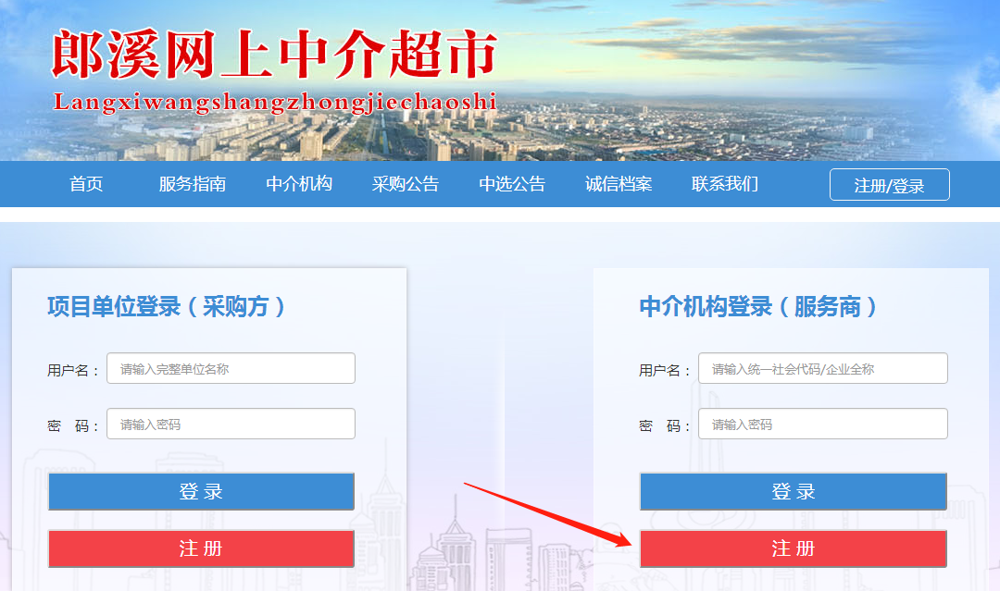 郎溪网上中介超市
Langxiwangshangzhongjiechaoshi
首页 服务指南 中介机构 采购公告 中选公告 诚信档案 联系我们 注册/登录
项目单位登录（采购方）
用户名： 请输入完整单位名称
密 码： 请输入密码
登 录
注 册
中介机构登录（服务商）
用户名： 请输入统一社会代码/企业全称
密 码： 请输入密码
登 录
注 册